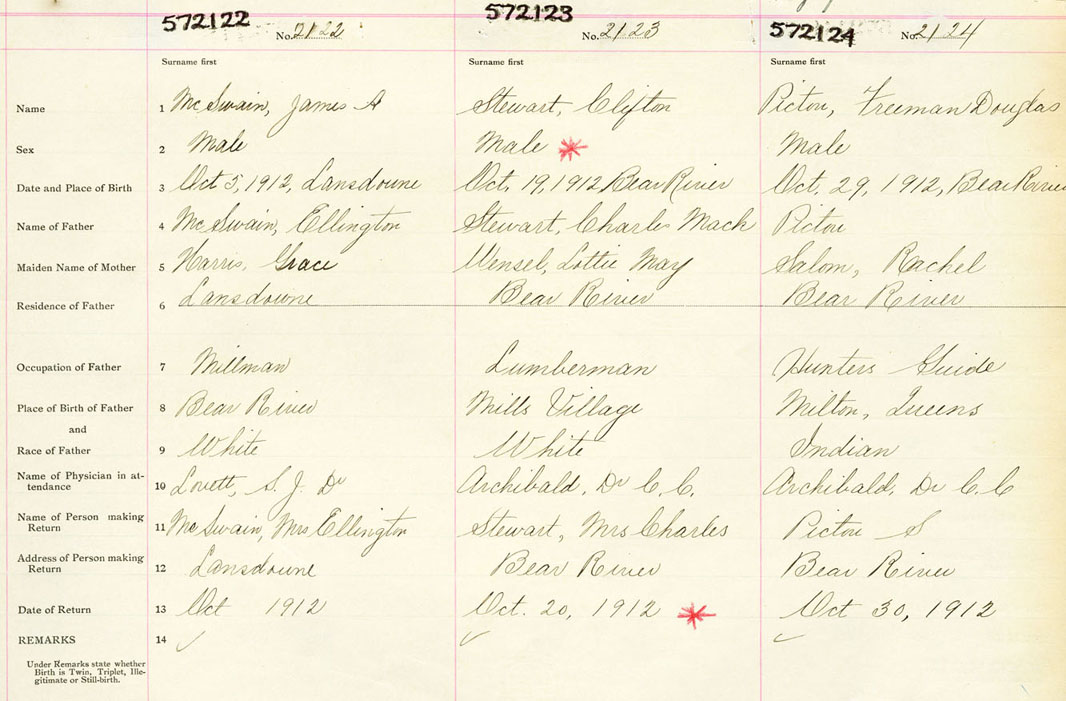 572122 No. 2122 572123 No. 2123 572124 No. 2124
Surname first Surname first Surname first
Name 1 McSwain, James A Stewart, Clifton Pictou, Freeman Douglas
Sex 2 Male Male Male
Date and Place of Birth 3 Oct 5, 1912, Lansdowne Oct. 19, 1912 Bear River Oct. 29, 1912, Bear River
Name of Father 4 McSwain, Ellington Stewart, Charles Mack Pictou
Maiden Name of Mother 5 Harris, Grace Wensel, Lottie May Salom, Rachel
Residence of Father 6 Lansdowne Bear River Bear River
Occupation of Father 7 Millman Lumberman Hunters Guide
Place of Birth of Father 8 Bear River Mills Village Milton, Queens
and
Race of Father 9 White White Indian
Name of Physician in at-
tendance 10 Lovett, S. J. Dr Archibald, Dr C. C. Archibald, Dr C. C
Name of Person making
Return 11 McSwain, Mrs Ellington Stewart, Mrs Charles Pictou S
Address of Person making
Return 12 Lansdowne Bear River Bear River
Date of Return 13 Oct 1912 Oct. 20, 1912 Oct 30, 1912
REMARKS 14
Under Remarks state whether
Birth is Twin, Triplet, Ille-
gitimate or Still-birth.